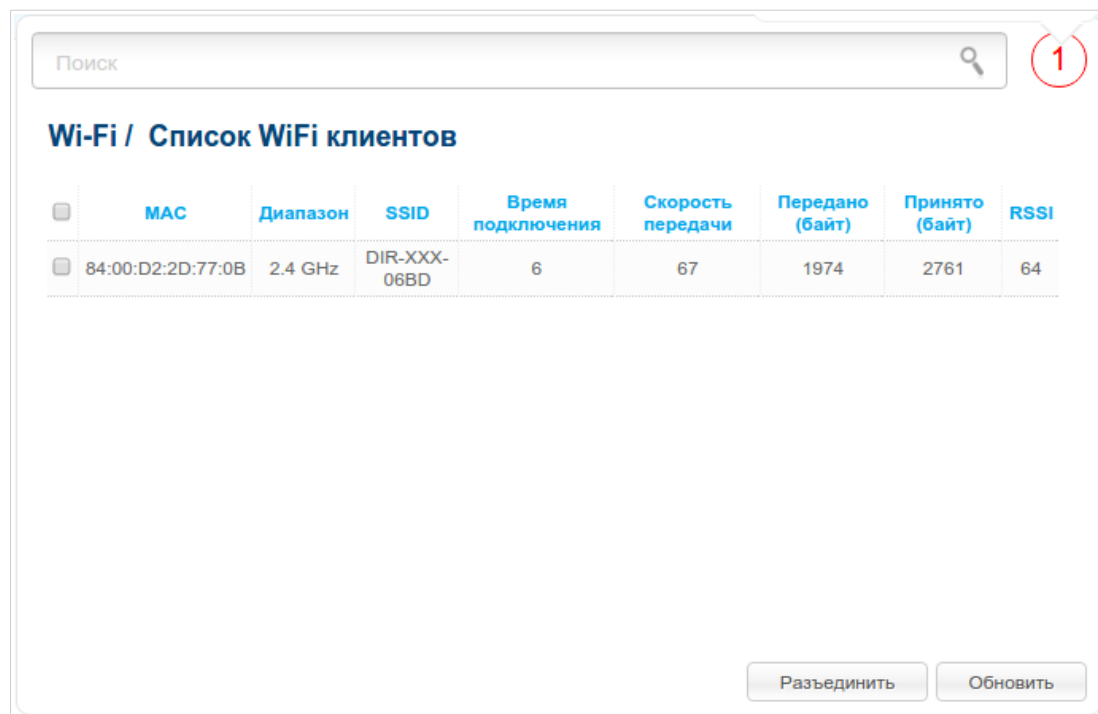 Поиск
1
Wi-Fi / Список WiFi клиентов
MAC Диапазон SSID Время подключения Скорость передачи Передано (байт) Принято (байт) RSSI
84:00:D2:2D:77:0B 2.4 GHz DIR-XXX-06BD 6 67 1974 2761 64
Разъединить Обновить